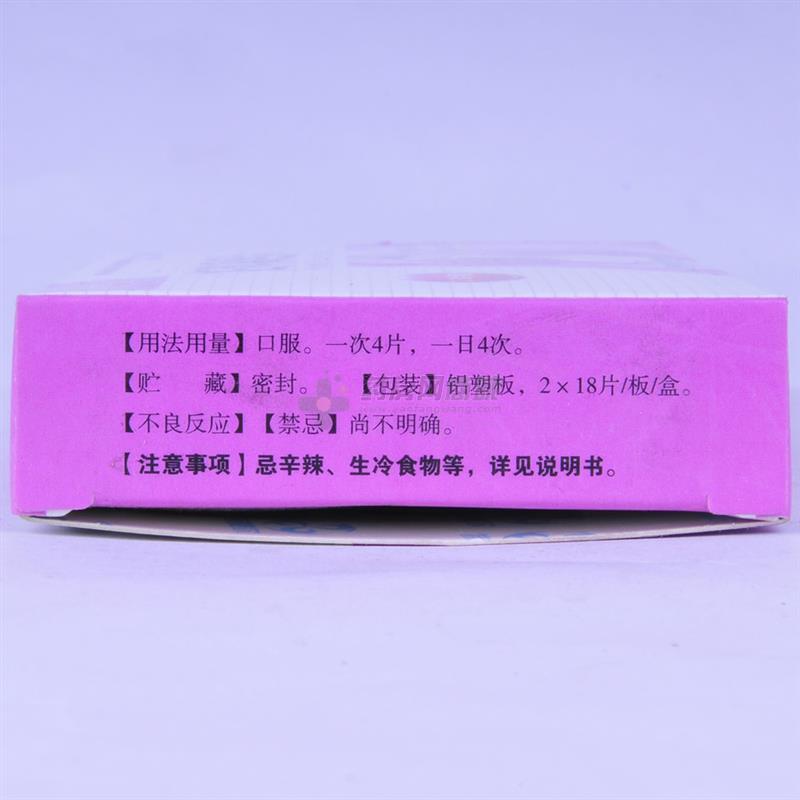 【用法用量】口服。一次4片，一日4次。
【贮　藏】密封。【包装】铝塑板，2×18片/板/盒。
【不良反应】【禁忌】尚不明确。
【注意事项】忌辛辣、生冷食物等，详见说明书。